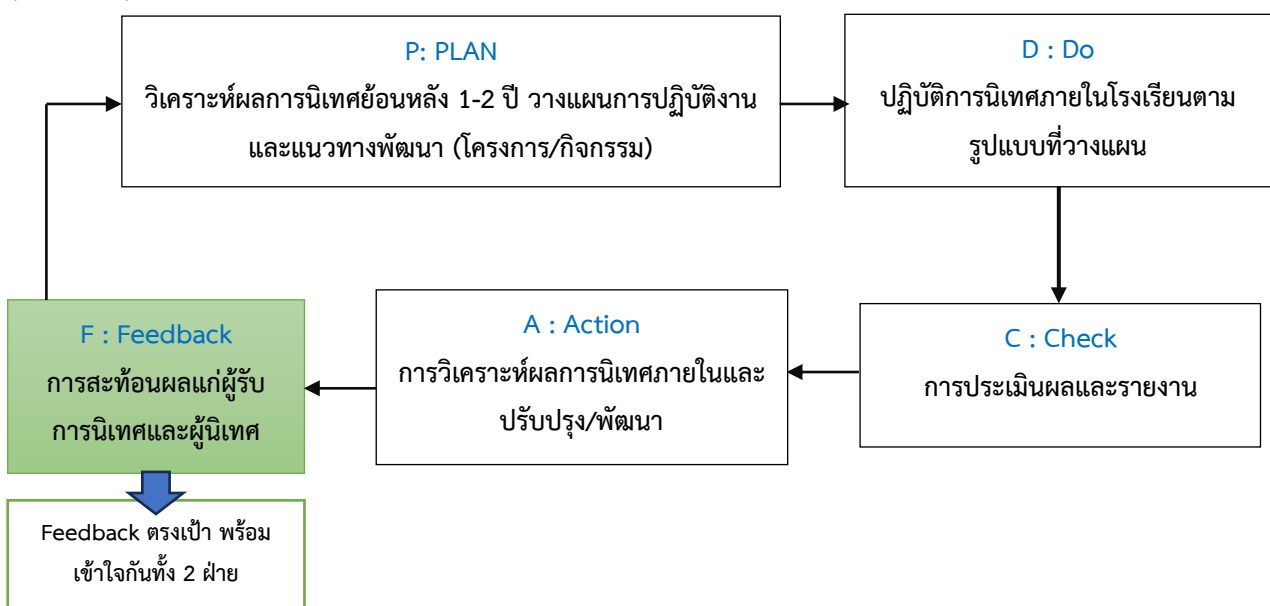 P: PLAN
วิเคราะห์ผลการนิเทศย้อนหลัง 1-2 ปี วางแผนการปฏิบัติงาน
และแนวทางพัฒนา (โครงการ/กิจกรรม)
D : Do
ปฏิบัติการนิเทศภายในโรงเรียนตาม
รูปแบบที่วางแผน
C : Check
การประเมินผลและรายงาน
A : Action
การวิเคราะห์ผลการนิเทศภายในและ
ปรับปรุง/พัฒนา
F : Feedback
การสะท้อนผลแก่ผู้รับ
การนิเทศและผู้นิเทศ
Feedback ตรงเป้า พร้อม
เข้าใจกันทั้ง 2 ฝ่าย